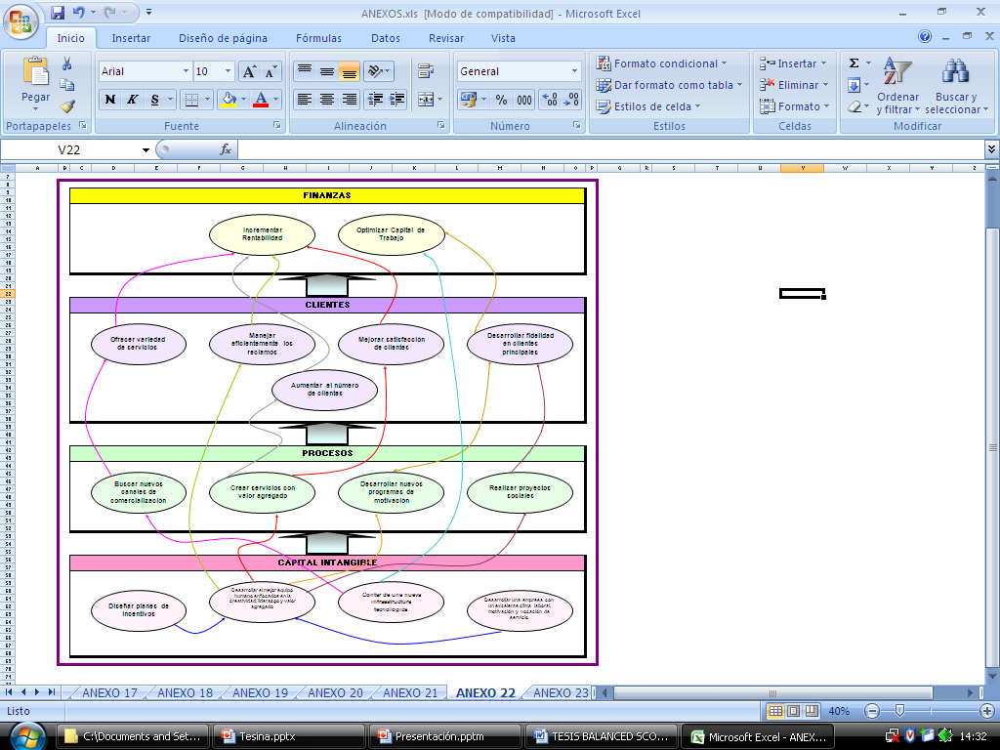 ANEXOS.xls [Modo de compatibilidad] - Microsoft Excel
Inicio Insertar Diseño de página Fórmulas Datos Revisar Vista
Pegar
Portapapeles
Arial 10
N K S
Fuente
Alineación
General
% 000
Número
Formato condicional
Dar formato como tabla
Estilos de celda
Estilos
Insertar
Eliminar
Formato
Celdas
Ordenar
y filtrar
Buscar y
seleccionar
Modificar
V22 fx
FINANZAS
Incrementar
Rentabilidad
Optimizar Capital de
Trabajo
CLIENTES
Ofrecer variedad
de servicios
Manejar
eficientemente los
reclamos
Mejorar satisfacción
de clientes
Desarrollar fidelidad
en clientes
principales
Aumentar el número
de clientes
PROCESOS
Buscar nuevos
canales de
comercialización
Crear servicios con
valor agregado
Desarrollar nuevos
programas de
motivación
Realizar proyectos
sociales
CAPITAL INTANGIBLE
Diseñar planes de
incentivos
Desarrollar el mejor equipo
humano enfocados en la
creatividad, liderazgo y valor
agregado
Contar de una nueva
infraestructura
tecnológica
Desarrollar una empresa con
un excelente clima laboral,
motivación y vocación de
servicio.
ANEXO 17 ANEXO 18 ANEXO 19 ANEXO 20 ANEXO 21 ANEXO 22 ANEXO 23
Listo 40%
C:\Documents and Set... Tesina.pptx Presentación.pptm TESIS BALANCED SCO... Microsoft Excel - ANEX... 14:32